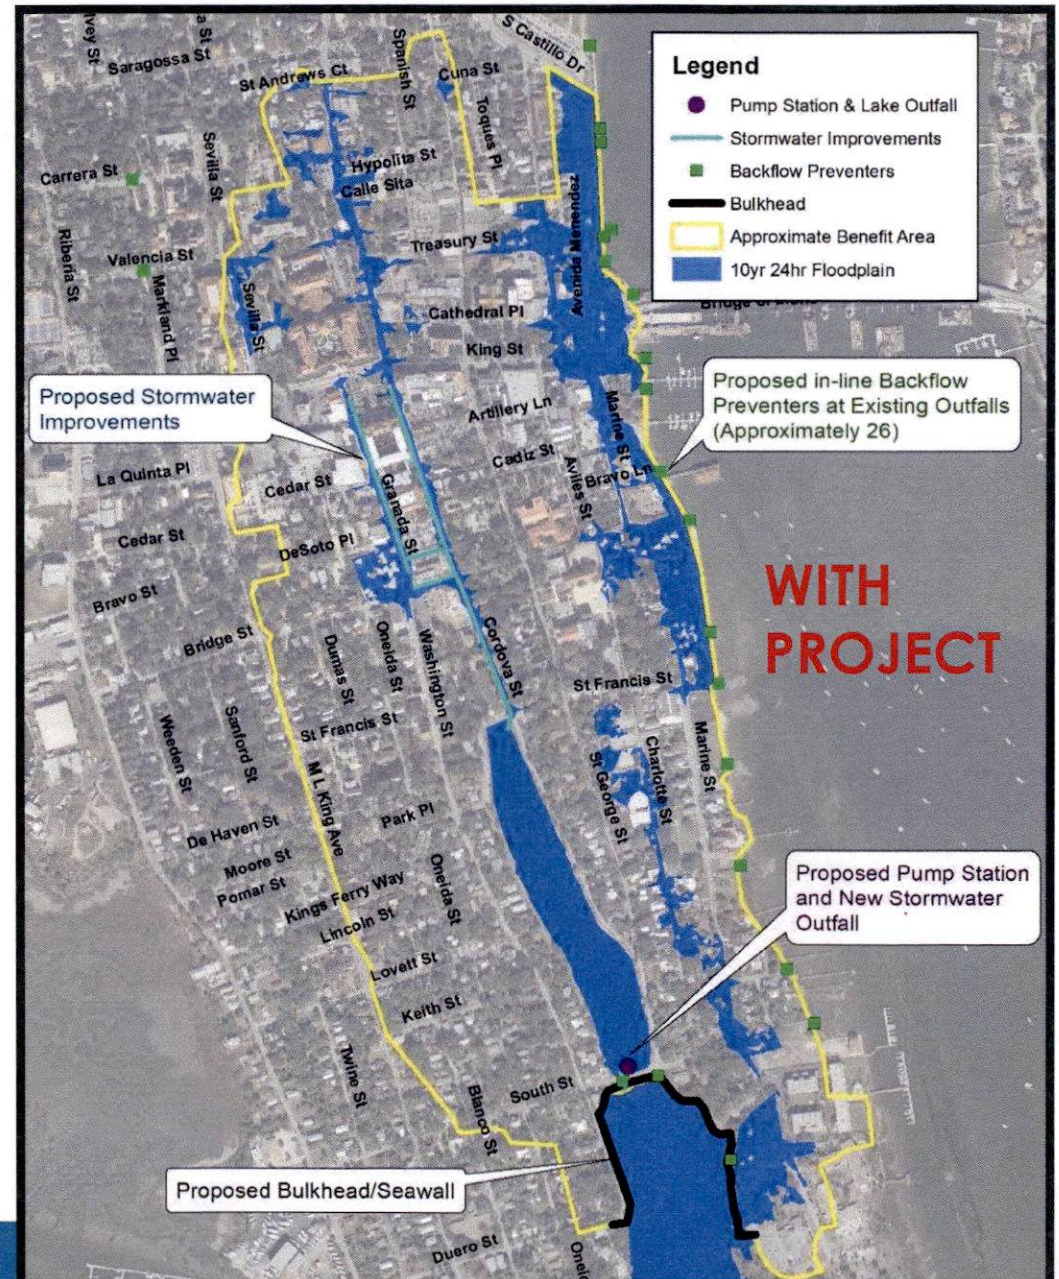 S Castillo Dr
Saragossa St
St Andrews Ct
Spanish St
Cuna St
Toques Pl
Legend
Pump Station & Lake Outfall
Stormwater Improvements
Backflow Preventers
Bulkhead
Approximate Benefit Area
10yr 24hr Floodplain
Carrera St
Sevilla St
Hypolita St
Calle Sita
Avenida Menendez
Riberia St
Valencia St
Markland Pl
Sevilla St
Treasury St
Cathedral Pl
King St
Proposed Stormwater
Improvements
Proposed in-line Backflow
Preventers at Existing Outfalls
(Approximately 26)
Artillery Ln
Marine St
La Quinta Pl
Cedar St
Granada St
Cadiz St
Aviles St
Bravo Ln
Cedar St
DeSoto Pl
WITH
PROJECT
Bravo St
Bridge St
Dumas St
Oneida St
Washington St
Cordova St
St Francis St
Weeden St
Sanford St
St Francis St
M L King Ave
St George St
Charlotte St
Marine St
De Haven St
Park Pl
Moore St
Pomar St
Kings Ferry Way
Oneida St
Lincoln St
Proposed Pump Station
and New Stormwater
Outfall
Lovett St
Keith St
Twine St
Blanco St
South St
Proposed Bulkhead/Seawall
Duero St